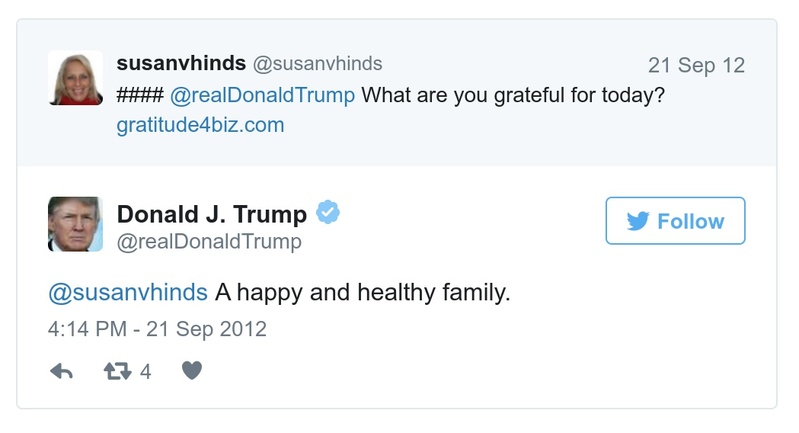 susanvhinds @susanvhinds 21 Sep 12
#### @realDonaldTrump What are you grateful for today?
gratitude4biz.com
Donald J. Trump
@realDonaldTrump
Follow
@susanvhinds A happy and healthy family.
4:14 PM - 21 Sep 2012
4